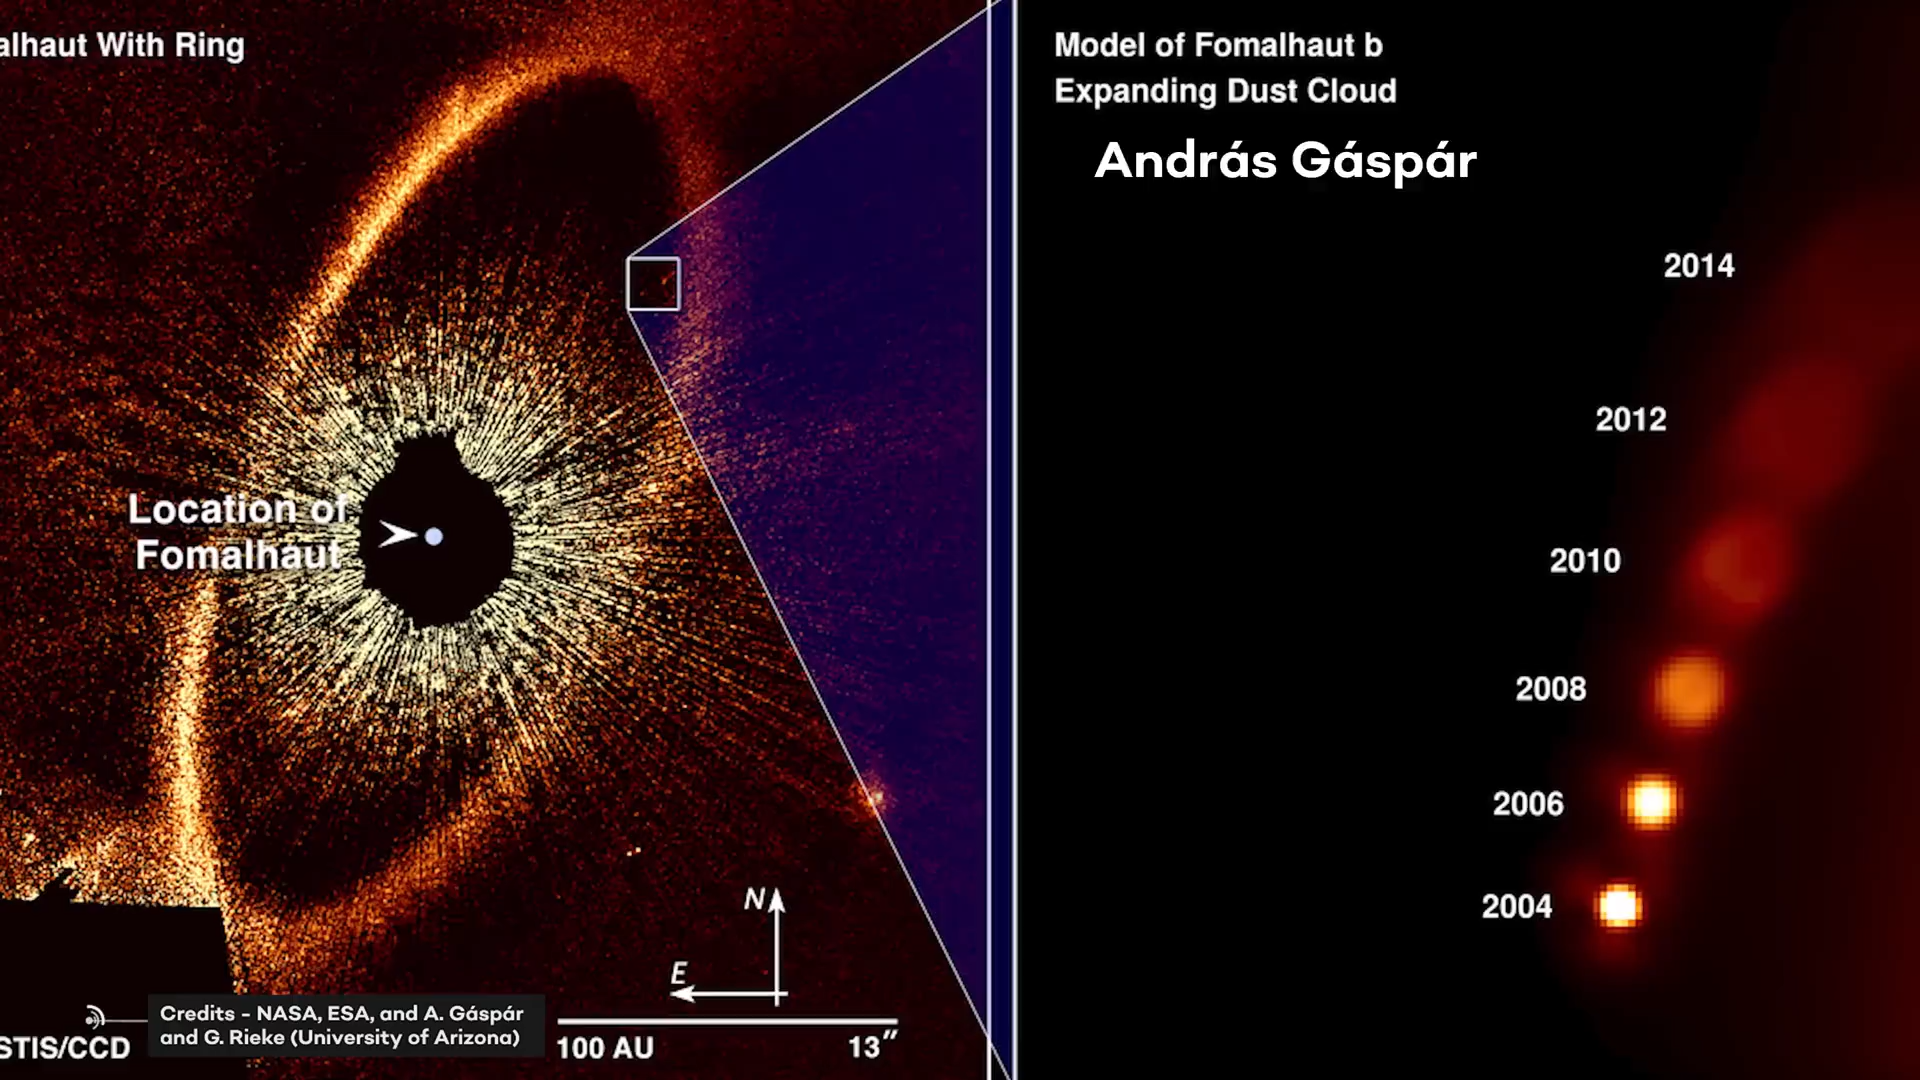 alhaut With Ring
Location of
Fomalhaut
N
E
Credits - NASA, ESA, and A. Gáspár
and G. Rieke (University of Arizona)
STIS/CCD
100 AU
13″
Model of Fomalhaut b
Expanding Dust Cloud
András Gáspár
2014
2012
2010
2008
2006
2004